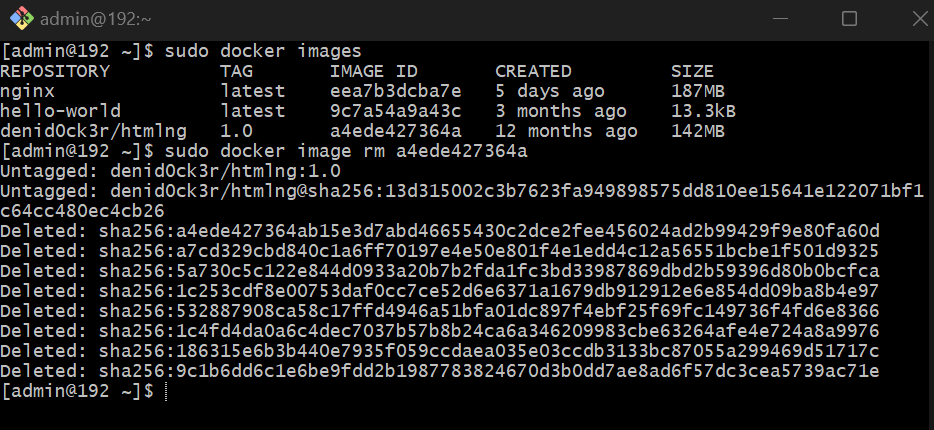 admin@192:~
[admin@192 ~]$ sudo docker images
REPOSITORY TAG IMAGE ID CREATED SIZE
nginx latest eea7b3dcba7e 5 days ago 187MB
hello-world latest 9c7a54a9a43c 3 months ago 13.3kB
denid0ck3r/htmlng 1.0 a4ede427364a 12 months ago 142MB
[admin@192 ~]$ sudo docker image rm a4ede427364a
Untagged: denid0ck3r/htmlng:1.0
Untagged: denid0ck3r/htmlng@sha256:13d315002c3b7623fa949898575dd810ee15641e122071bf1
c64cc480ec4cb26
Deleted: sha256:a4ede427364ab15e3d7abd46655430c2dce2fee456024ad2b99429f9e80fa60d
Deleted: sha256:a7cd329cbd840c1a6ff70197e4e50e801f4e1edd4c12a56551bcbe1f501d9325
Deleted: sha256:5a730c5c122e844d0933a20b7b2fda1fc3bd33987869dbd2b59396d80b0bcfca
Deleted: sha256:1c253cdf8e00753daf0cc7ce52d6e6371a1679db912912e6e854dd09ba8b4e97
Deleted: sha256:532887908ca58c17ffd4946a51bfa01dc897f4ebf25f69fc149736f4fd6e8366
Deleted: sha256:1c4fd4da0a6c4dec7037b57b8b24ca6a346209983cbe63264afe4e724a8a9976
Deleted: sha256:186315e6b3b440e7935f059ccdaea035e03ccdb3133bc87055a299469d51717c
Deleted: sha256:9c1b6dd6c1e6be9fdd2b1987783824670d3b0dd7ae8ad6f57dc3cea5739ac71e
[admin@192 ~]$